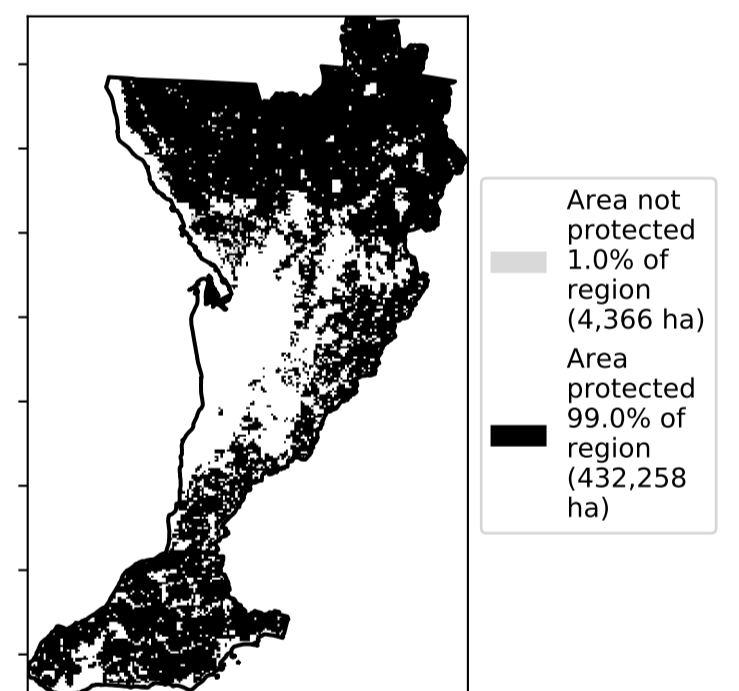 Area not
protected
1.0% of
region
(4,366 ha)
Area
protected
99.0% of
region
(432,258
ha)